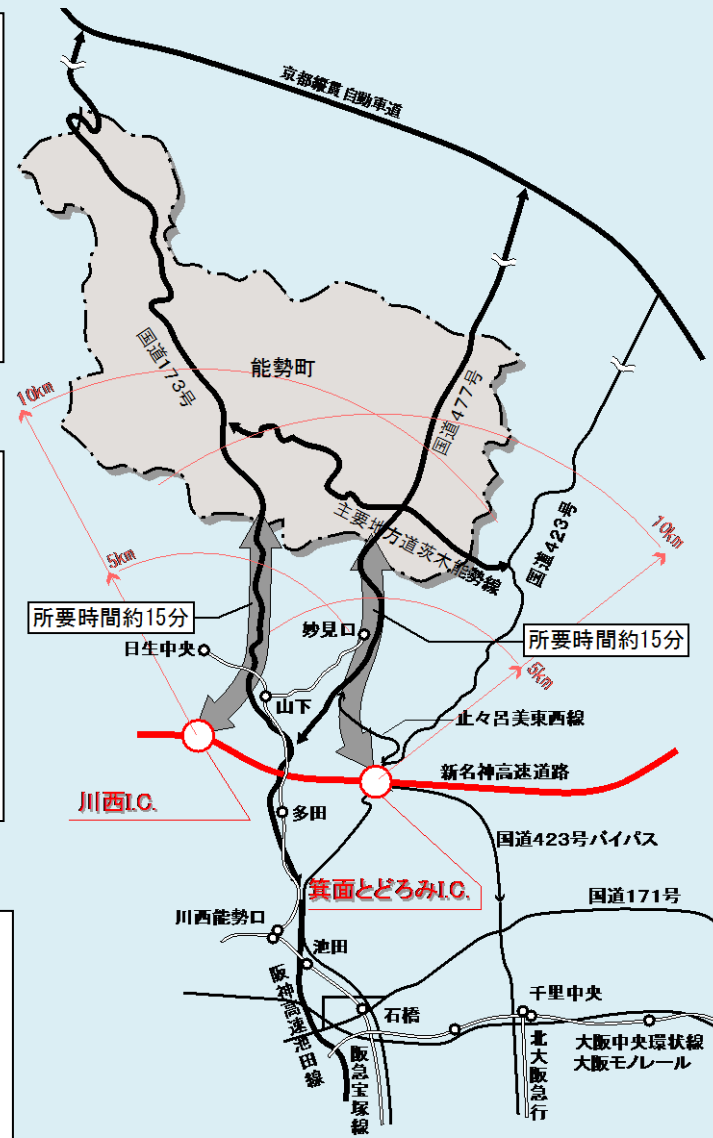 京都縦貫自動車道
国道173号
能勢町
国道477号
10km
主要地方道茨木能勢線
国道423号
10km
5km
所要時間約15分
妙見口
所要時間約15分
日生中央
5km
山下
止々呂美東西線
新名神高速道路
川西I.C.
多田
国道423号バイパス
箕面とどろみI.C.
国道171号
川西能勢口
池田
阪神高速池田線
石橋
千里中央
阪急宝塚線
北大阪急行
大阪中央環状線
大阪モノレール